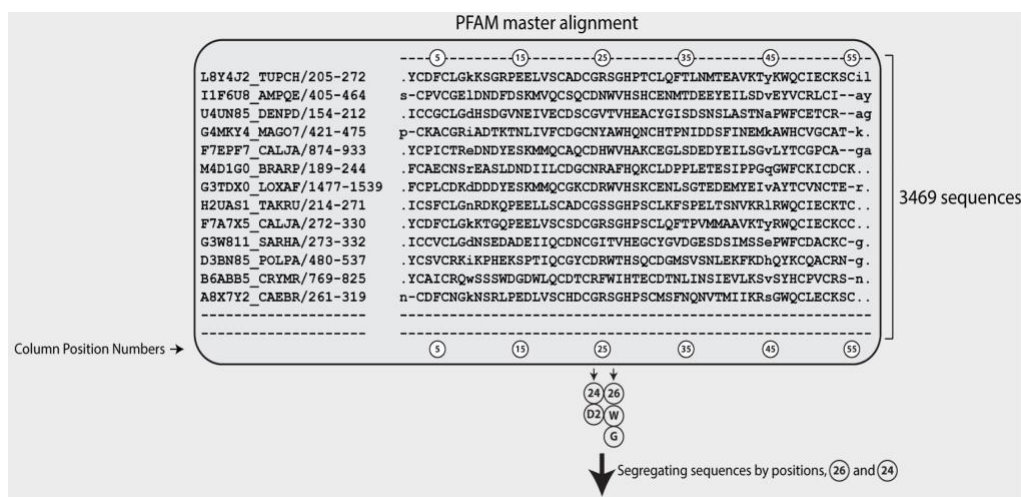 PFAM master alignment
------5---------15--------25--------35--------45--------55--
L8Y4J2_TUPCH/205-272 .YCDFCLGkKSGRPEELVSCADCGRSGHPTCLQFTLNMTEAVKTyKWQCIECKSCil
I1F6U8_AMPQE/405-464 s-CPVCGElDNDFDSKMVQCSQCDNWVHSHCENMTDEEYEILSDvEYVCRLCI--ay
U4UN85_DENPD/154-212 .ICCGCLGdHSDGVNEIVECDSCGVTVHEACYGISDSNSLASTNaPWFCETCR--ag
G4MKY4_MAGO7/421-475 p-CKACGRiADTKTNLIVFCDGCNYAWHQNCHTPNIDDSFINEMkAWHCVGCAT-k.
F7EPF7_CALJA/874-933 .YCPICTReDNDYESKMMQCAQCDHWVHAKCEGLSDEDYEILSGvLYTCGPCA--ga
M4D1G0_BRARP/189-244 .FCAECNSrEASLDNDIILCDGCNRAFHQKCLDPPLETESIPPGqGWFCKICDCK..
G3TDX0_LOXAF/1477-1539 .FCPLCDKdDDDYESKMMQCGKCDRWVHSKCENLSGTEDEMYEIvAYTCVNCTE-r.
H2UAS1_TAKRU/214-271 .ICSFCLGnRDKQPEELLSCADCGSSGHPSCLKFSPELTSNVKRlRWQCIECKTC..
F7A7X5_CALJA/272-330 .YCDFCLGkKTGQPEELVSCADCGRSGHPSCLQFTPVMMAAVKTyRWQCIECKCC..
G3W811_SARHA/273-332 .ICCVCLGdNSEDADEIIQCDNCGITVHEGCYGVDGESDSIMSSePWFCDACKC-g.
D3BN85_POLPA/480-537 .YCSVCRKiKPHEKSPTIQCGYCDRWTHSQCDGMSVSNLEKFKDhQYKCQACRN-g.
B6ABB5_CRYMR/769-825 .YCAICRQwSSSWDGDWLQCDTCRFWIHTECDTNLINSIEVLKSvSYHCPVCRS-n.
A8X7Y2_CAEBR/261-319 n-CDFCNGkNSRLPEDLVSCHDCGRSGHPSCMSFNQNVTMIIKRsGWQCLECKSC..
3469 sequences
Column Position Numbers → 5 15 25 35 45 55
24 26
D2 W
G
Segregating sequences by positions, 26 and 24